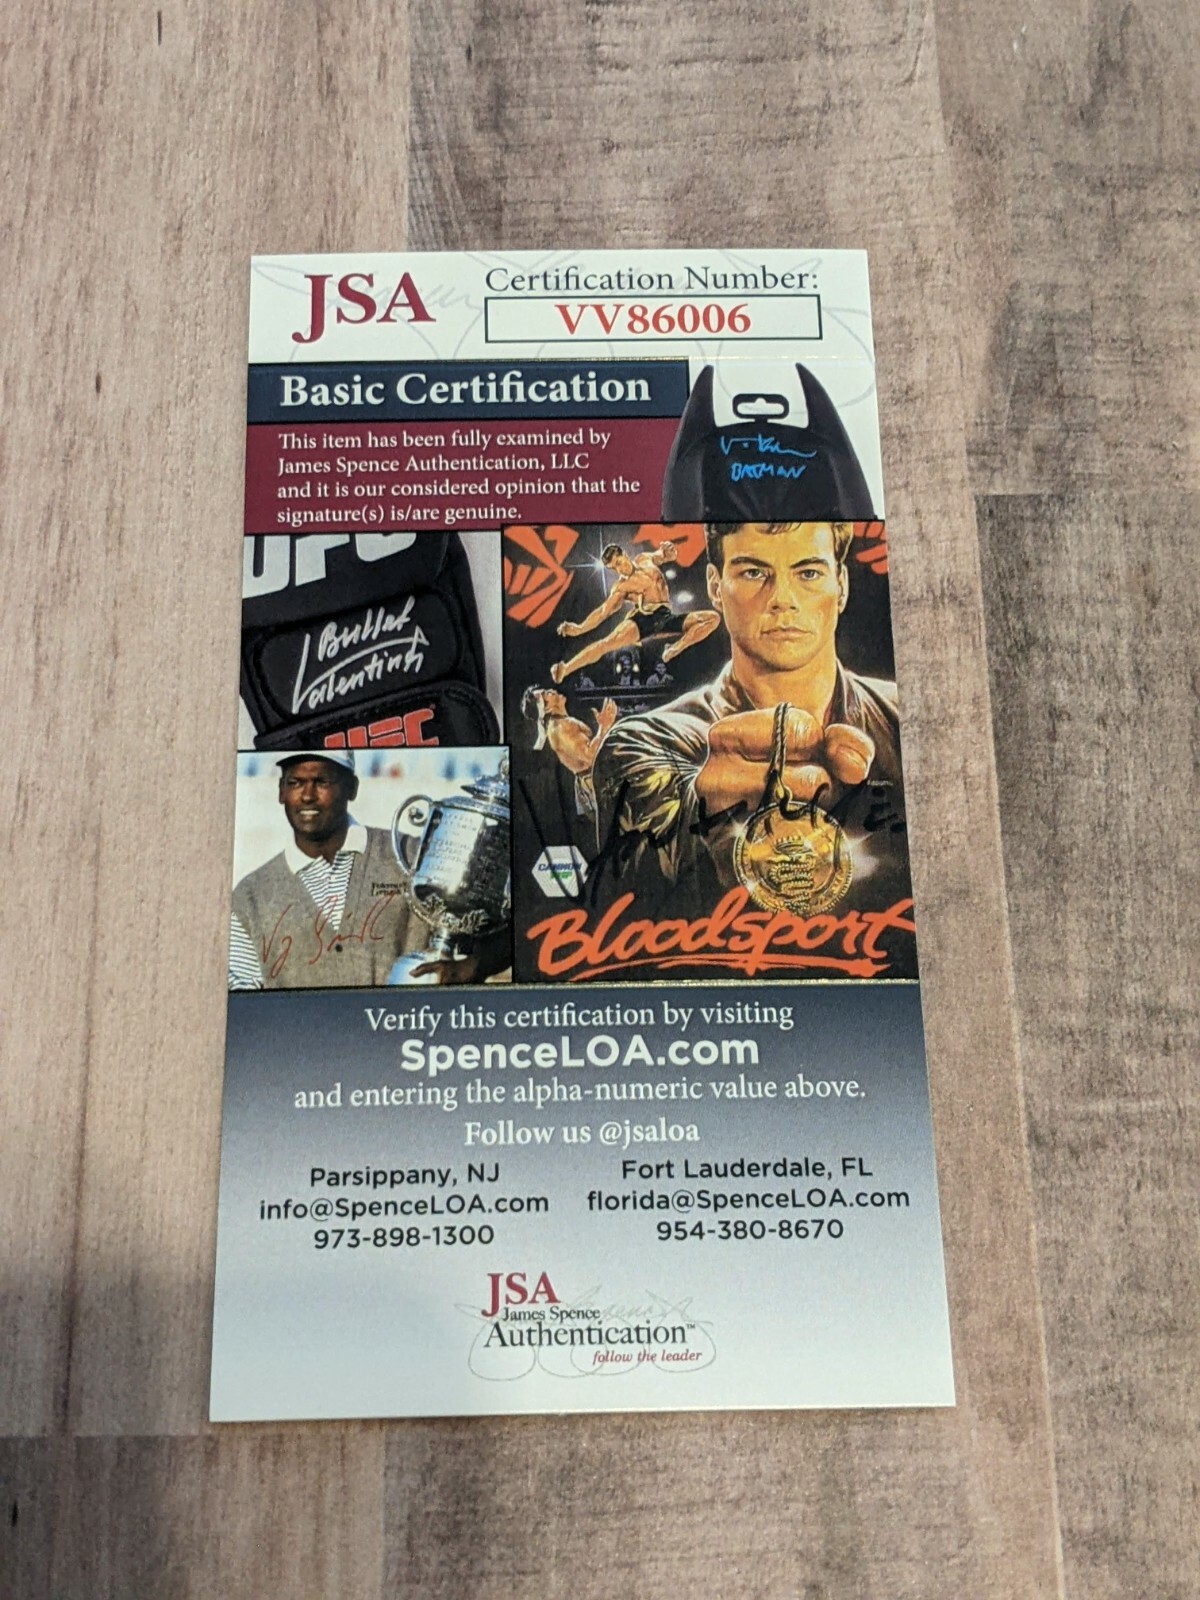 JSA
Certification Number:
VV86006
Basic Certification
This item has been fully examined by
James Spence Authentication, LLC
and it is our considered opinion that the
signature(s) is/are genuine.
BATMAN
UFC
Bullet
Valentina
UFC
CANNON
Bloodsport
Verify this certification by visiting
SpenceLOA.com
and entering the alpha-numeric value above.
Follow us @jsaloa
Parsippany, NJ
info@SpenceLOA.com
973-898-1300
Fort Lauderdale, FL
florida@SpenceLOA.com
954-380-8670
JSA
James Spence
Authentication™
follow the leader